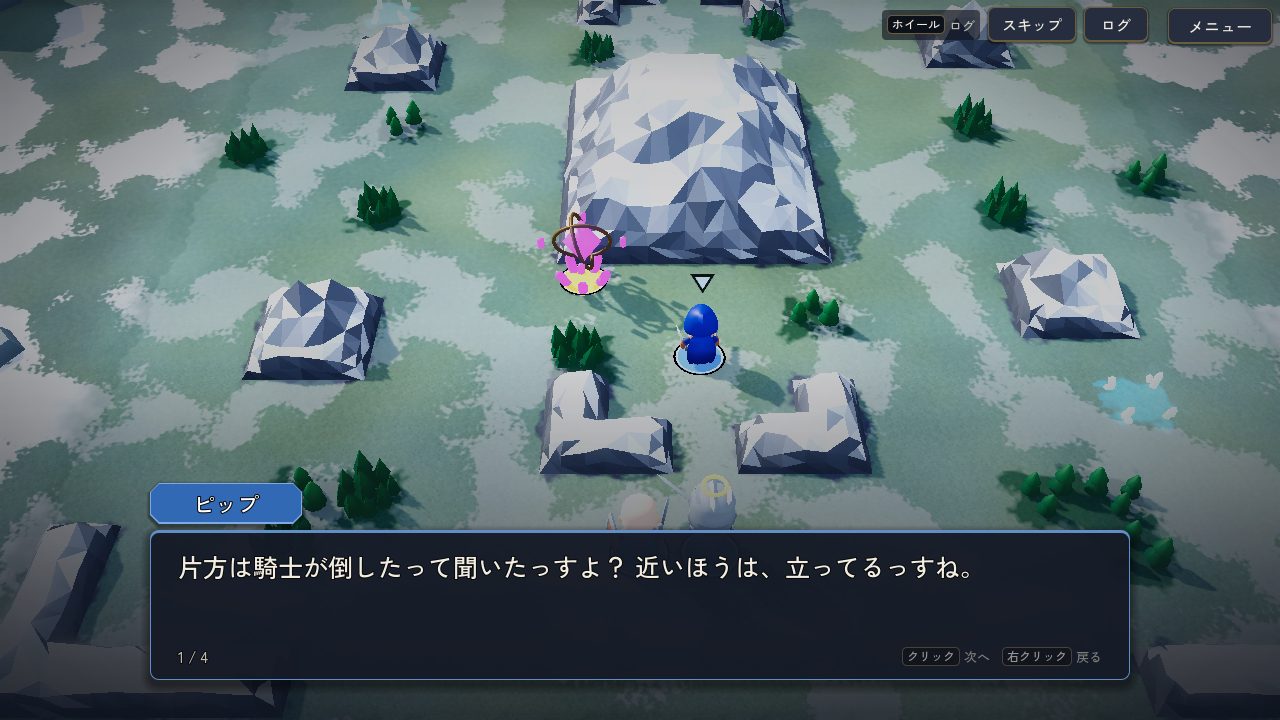 ホイール ログ スキップ ログ メニュー
ピップ
片方は騎士が倒したって聞いたっすよ？ 近いほうは、立ってるっすね。
1 / 4 クリック 次へ 右クリック 戻る